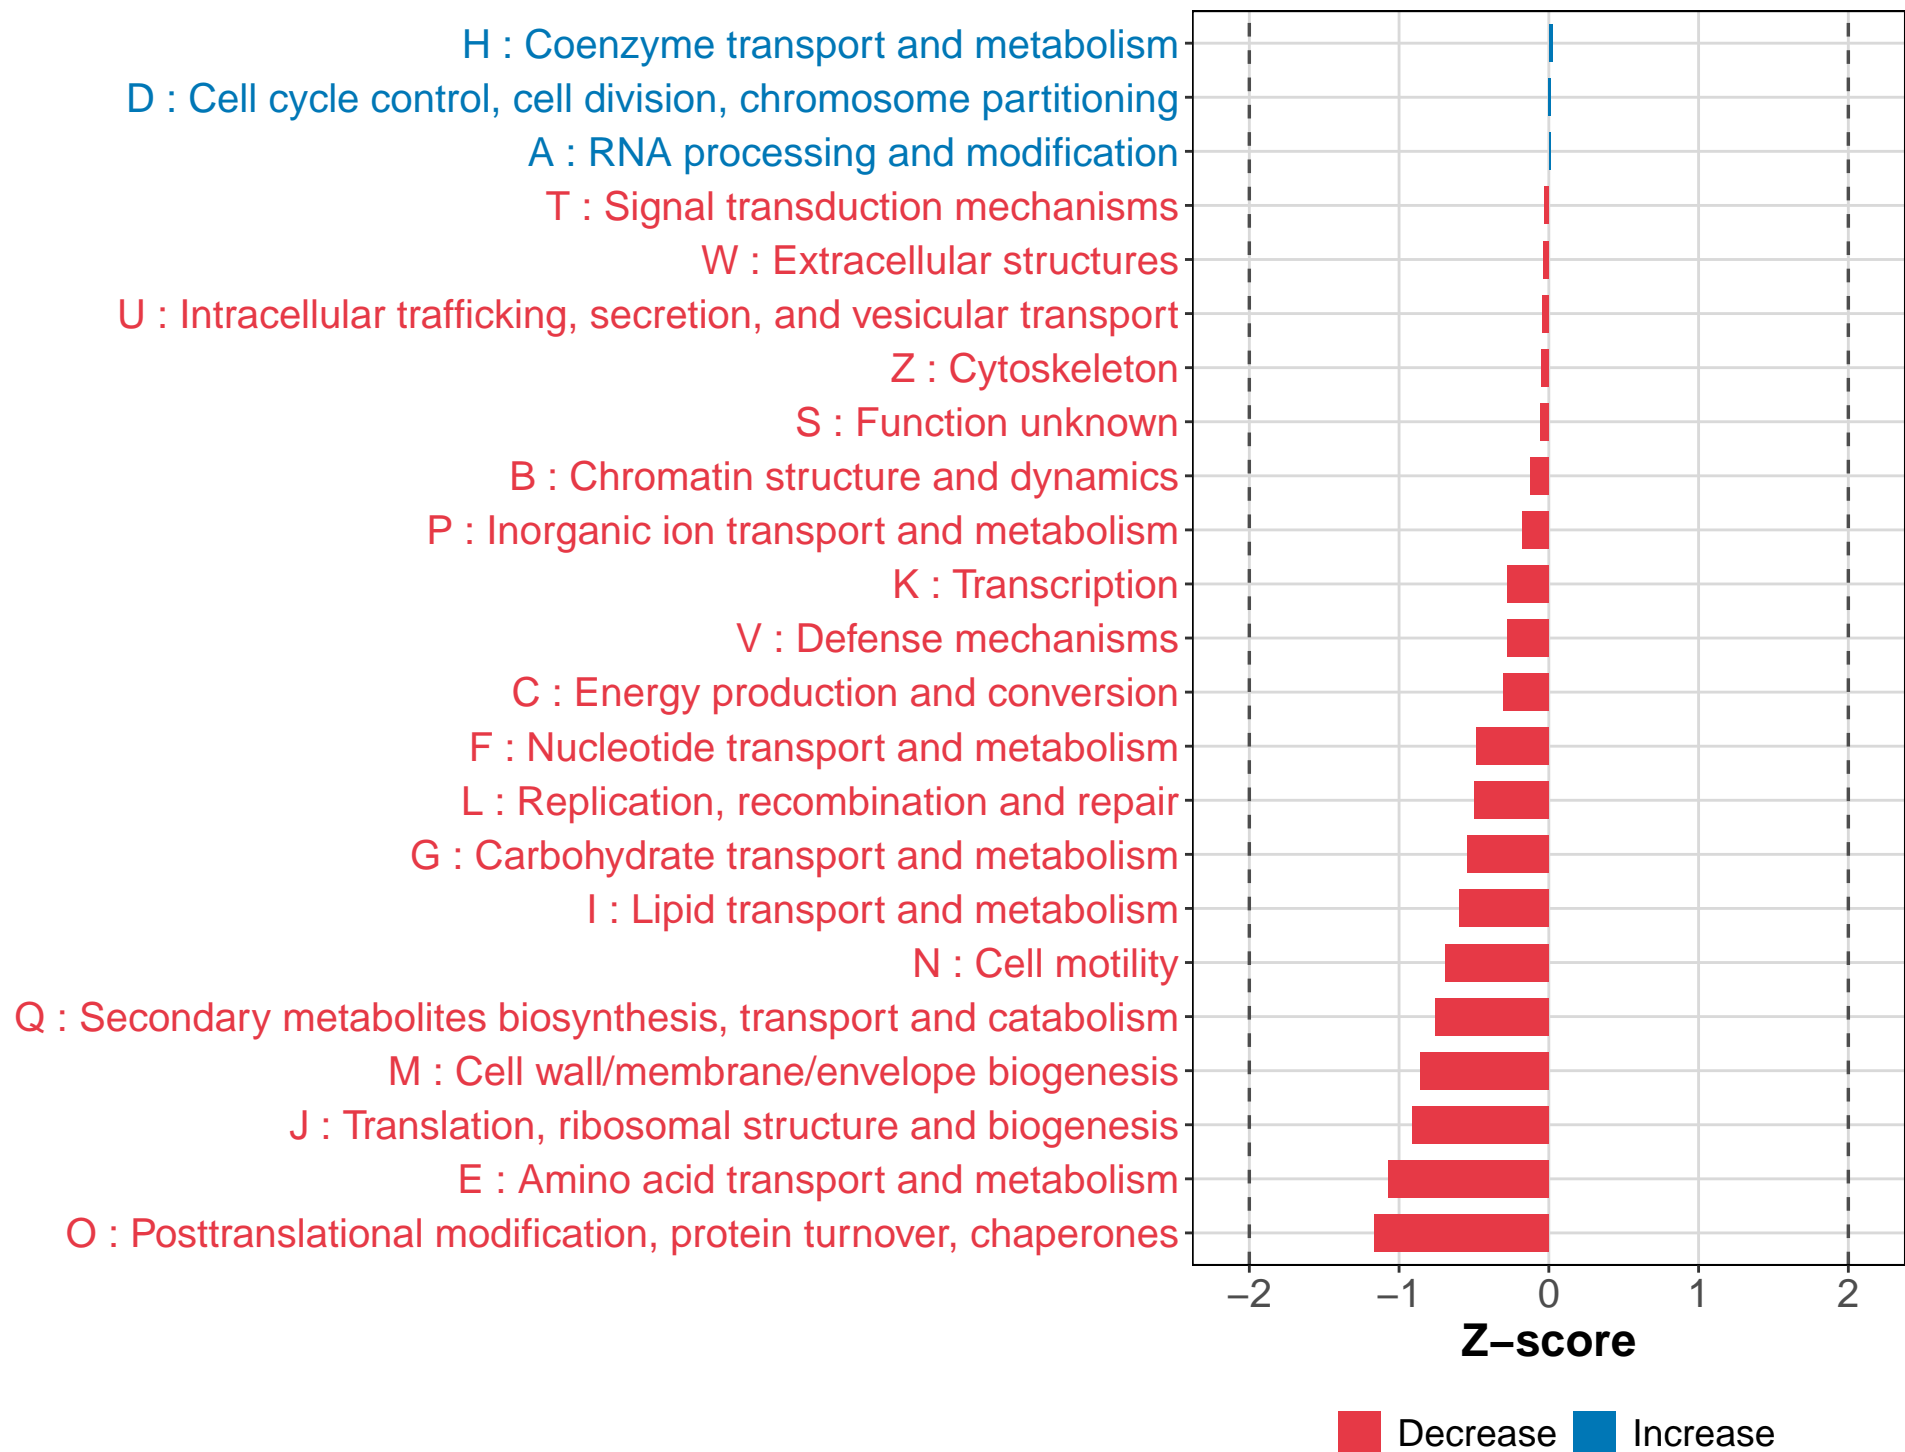 H : Coenzyme transport and metabolism
D : Cell cycle control, cell division, chromosome partitioning
A : RNA processing and modification
T : Signal transduction mechanisms
W : Extracellular structures
U : Intracellular trafficking, secretion, and vesicular transport
Z : Cytoskeleton
S : Function unknown
B : Chromatin structure and dynamics
P : Inorganic ion transport and metabolism
K : Transcription
V : Defense mechanisms
C : Energy production and conversion
F : Nucleotide transport and metabolism
L : Replication, recombination and repair
G : Carbohydrate transport and metabolism
I : Lipid transport and metabolism
N : Cell motility
Q : Secondary metabolites biosynthesis, transport and catabolism
M : Cell wall/membrane/envelope biogenesis
J : Translation, ribosomal structure and biogenesis
E : Amino acid transport and metabolism
O : Posttranslational modification, protein turnover, chaperones
−2 −1 0 1 2
Z−score
Decrease Increase